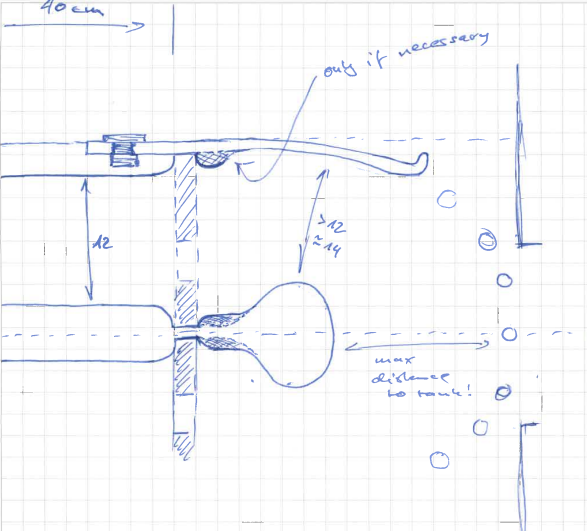 40 cm
only if necessary
12
>12
≈14
max
distance
to tank!